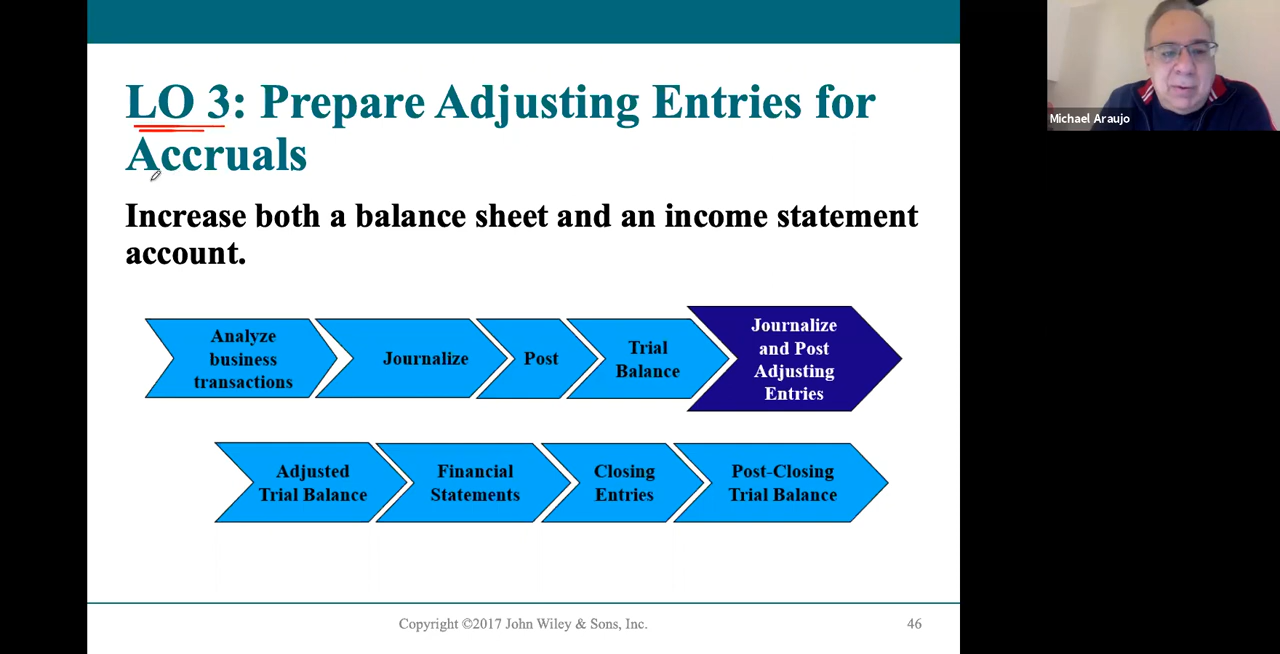 LO 3: Prepare Adjusting Entries for
Accruals
Increase both a balance sheet and an income statement
account.
Analyze
business
transactions
Journalize
Post
Trial
Balance
Journalize
and Post
Adjusting
Entries
Adjusted
Trial Balance
Financial
Statements
Closing
Entries
Post-Closing
Trial Balance
Copyright ©2017 John Wiley & Sons, Inc.
46
Michael Araujo